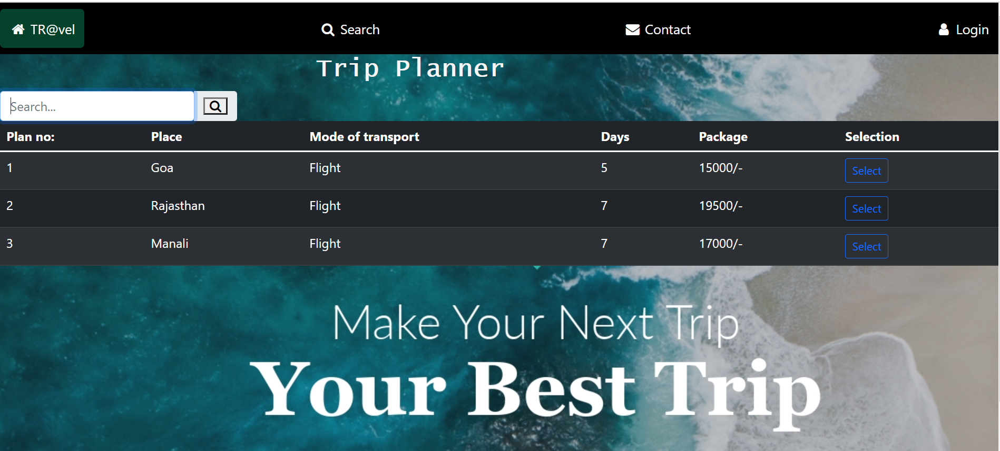 TR@vel Search Contact Login
Trip Planner
Search...
Plan no: Place Mode of transport Days Package Selection
1 Goa Flight 5 15000/- Select
2 Rajasthan Flight 7 19500/- Select
3 Manali Flight 7 17000/- Select
Make Your Next Trip
Your Best Trip